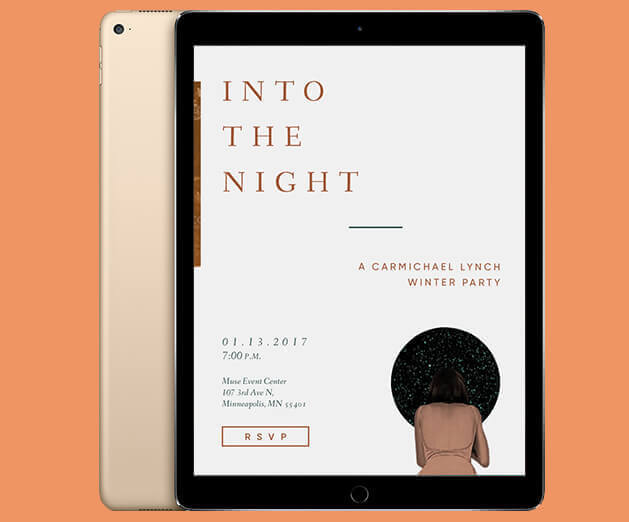 INTO
THE
NIGHT
A CARMICHAEL LYNCH
WINTER PARTY
01.13.2017
7:00 P.M.
Muse Event Center
107 3rd Ave N,
Minneapolis, MN 55401
RSVP